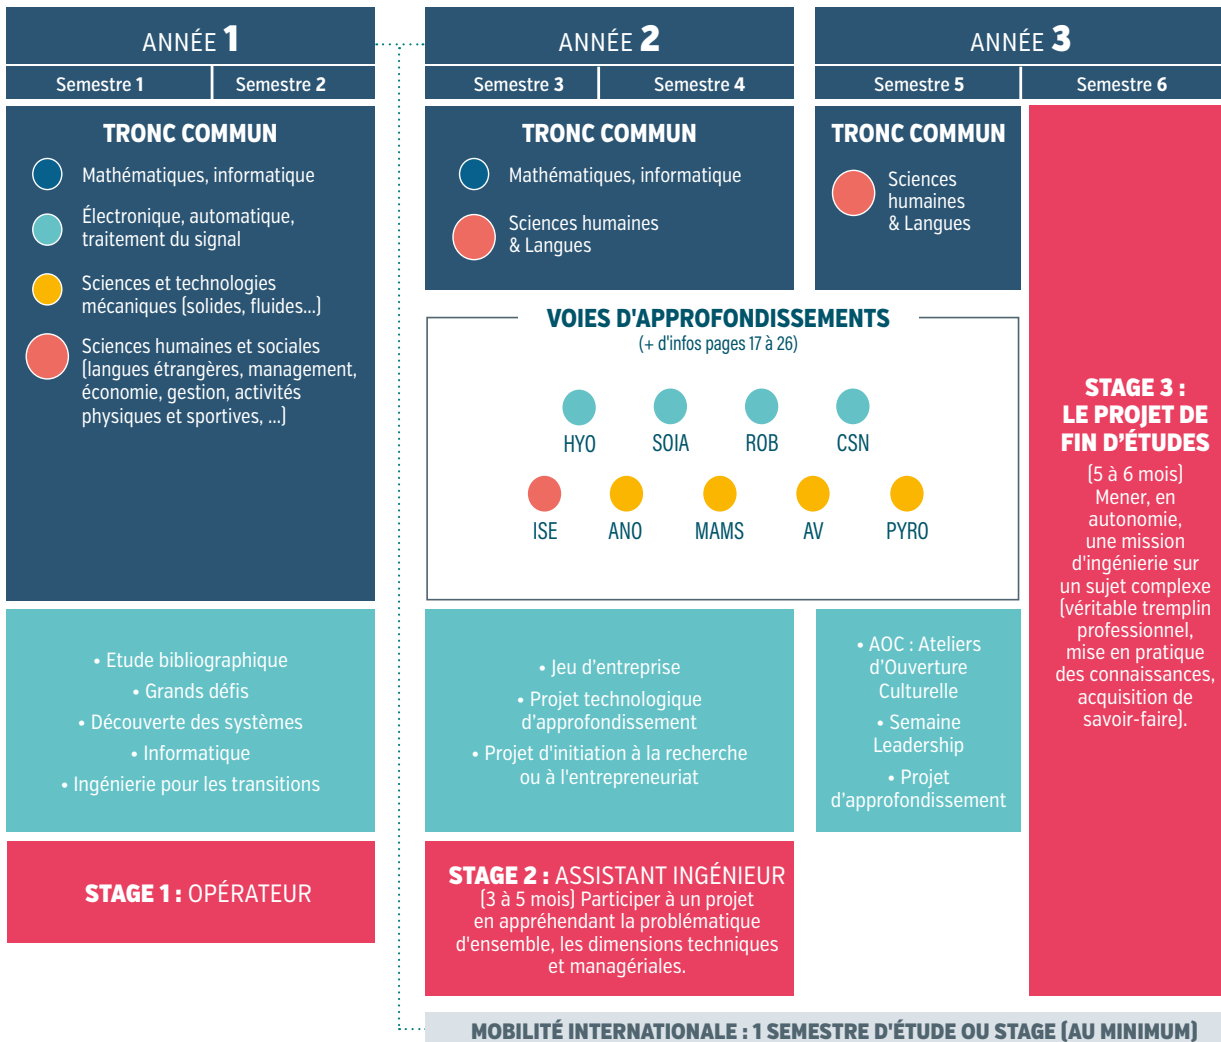 ANNÉE 1
Semestre 1
Semestre 2
TRONC COMMUN
Mathématiques, informatique
Électronique, automatique,
traitement du signal
Sciences et technologies
mécaniques (solides, fluides...)
Sciences humaines et sociales
(langues étrangères, management,
économie, gestion, activités
physiques et sportives, ...)
• Etude bibliographique
• Grands défis
• Découverte des systèmes
• Informatique
• Ingénierie pour les transitions
STAGE 1 : OPÉRATEUR
ANNÉE 2
Semestre 3
Semestre 4
TRONC COMMUN
Mathématiques, informatique
Sciences humaines
& Langues
ANNÉE 3
Semestre 5
Semestre 6
TRONC COMMUN
Sciences
humaines
& Langues
VOIES D'APPROFONDISSEMENTS
(+ d'infos pages 17 à 26)
HYO
SOIA
ROB
CSN
ISE
ANO
MAMS
AV
PYRO
• Jeu d'entreprise
• Projet technologique
d'approfondissement
• Projet d'initiation à la recherche
ou à l'entrepreneuriat
• AOC : Ateliers
d'Ouverture
Culturelle
• Semaine
Leadership
• Projet
d'approfondissement
STAGE 2 : ASSISTANT INGÉNIEUR
(3 à 5 mois) Participer à un projet
en appréhendant la problématique
d'ensemble, les dimensions techniques
et managériales.
STAGE 3 :
LE PROJET DE
FIN D'ÉTUDES
(5 à 6 mois)
Mener, en
autonomie,
une mission
d'ingénierie sur
un sujet complexe
(véritable tremplin
professionnel,
mise en pratique
des connaissances,
acquisition de
savoir-faire).
MOBILITÉ INTERNATIONALE : 1 SEMESTRE D'ÉTUDE OU STAGE (AU MINIMUM)